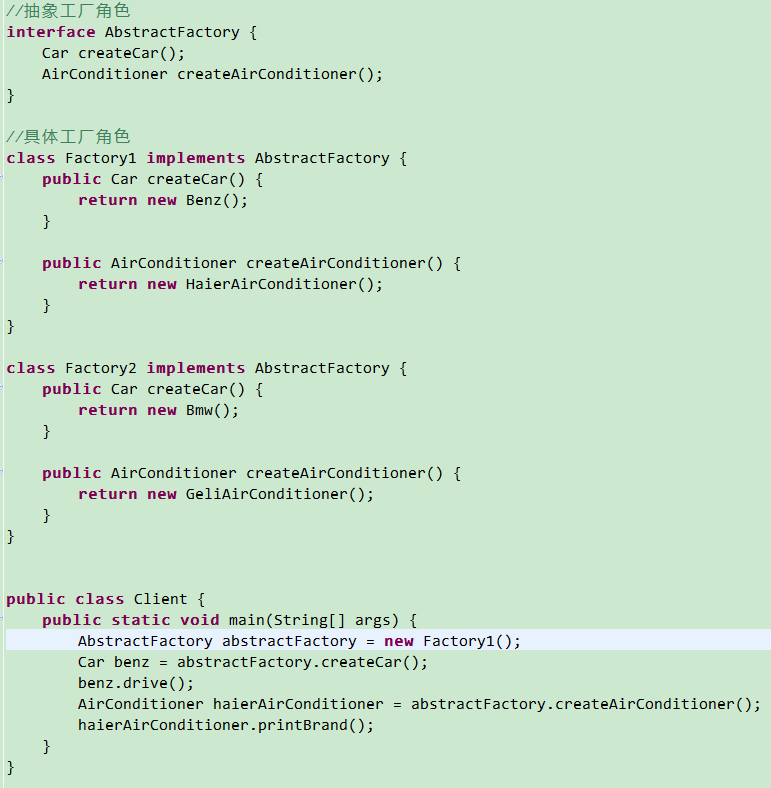 //抽象工厂角色
interface AbstractFactory {
    Car createCar();
    AirConditioner createAirConditioner();
}

//具体工厂角色
class Factory1 implements AbstractFactory {
    public Car createCar() {
        return new Benz();
    }

    public AirConditioner createAirConditioner() {
        return new HaierAirConditioner();
    }
}

class Factory2 implements AbstractFactory {
    public Car createCar() {
        return new Bmw();
    }

    public AirConditioner createAirConditioner() {
        return new GeliAirConditioner();
    }
}


public class Client {
    public static void main(String[] args) {
        AbstractFactory abstractFactory = new Factory1();
        Car benz = abstractFactory.createCar();
        benz.drive();
        AirConditioner haierAirConditioner = abstractFactory.createAirConditioner();
        haierAirConditioner.printBrand();
    }
}